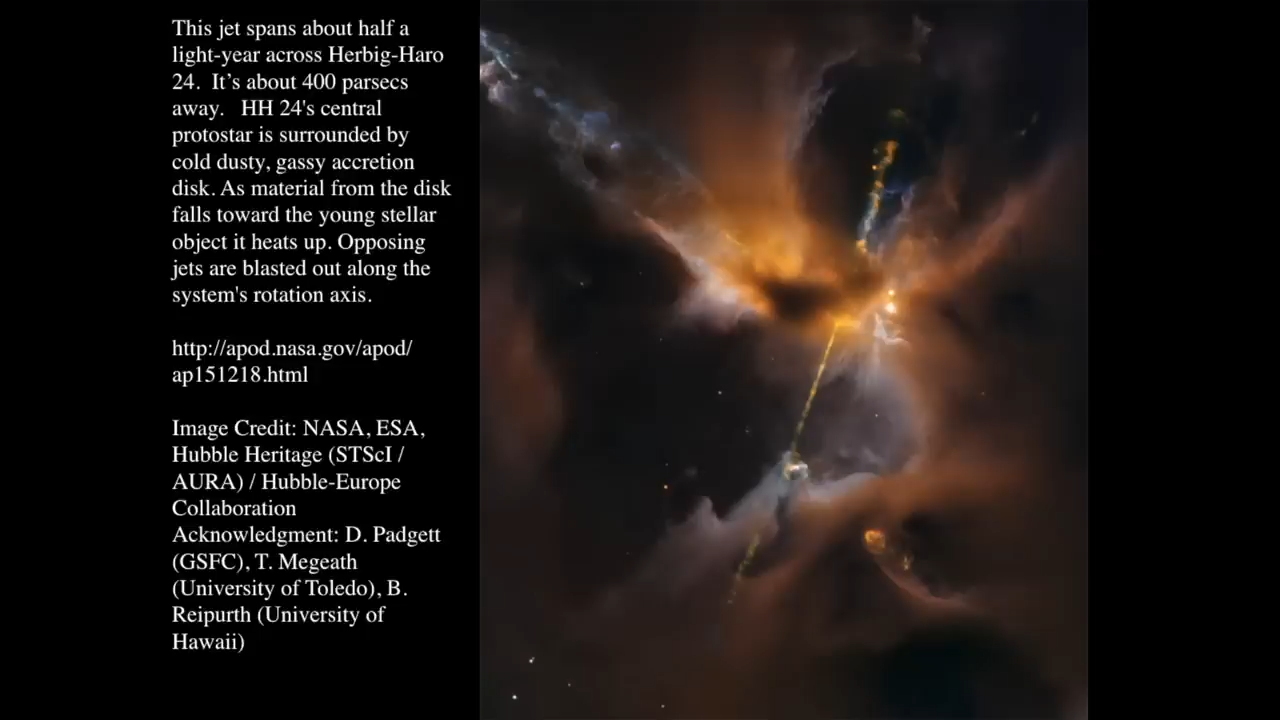 This jet spans about half a
light-year across Herbig-Haro
24.  It's about 400 parsecs
away.   HH 24's central
protostar is surrounded by
cold dusty, gassy accretion
disk. As material from the disk
falls toward the young stellar
object it heats up. Opposing
jets are blasted out along the
system's rotation axis.
http://apod.nasa.gov/apod/
ap151218.html
Image Credit: NASA, ESA,
Hubble Heritage (STScI /
AURA) / Hubble-Europe
Collaboration
Acknowledgment: D. Padgett
(GSFC), T. Megeath
(University of Toledo), B.
Reipurth (University of
Hawaii)